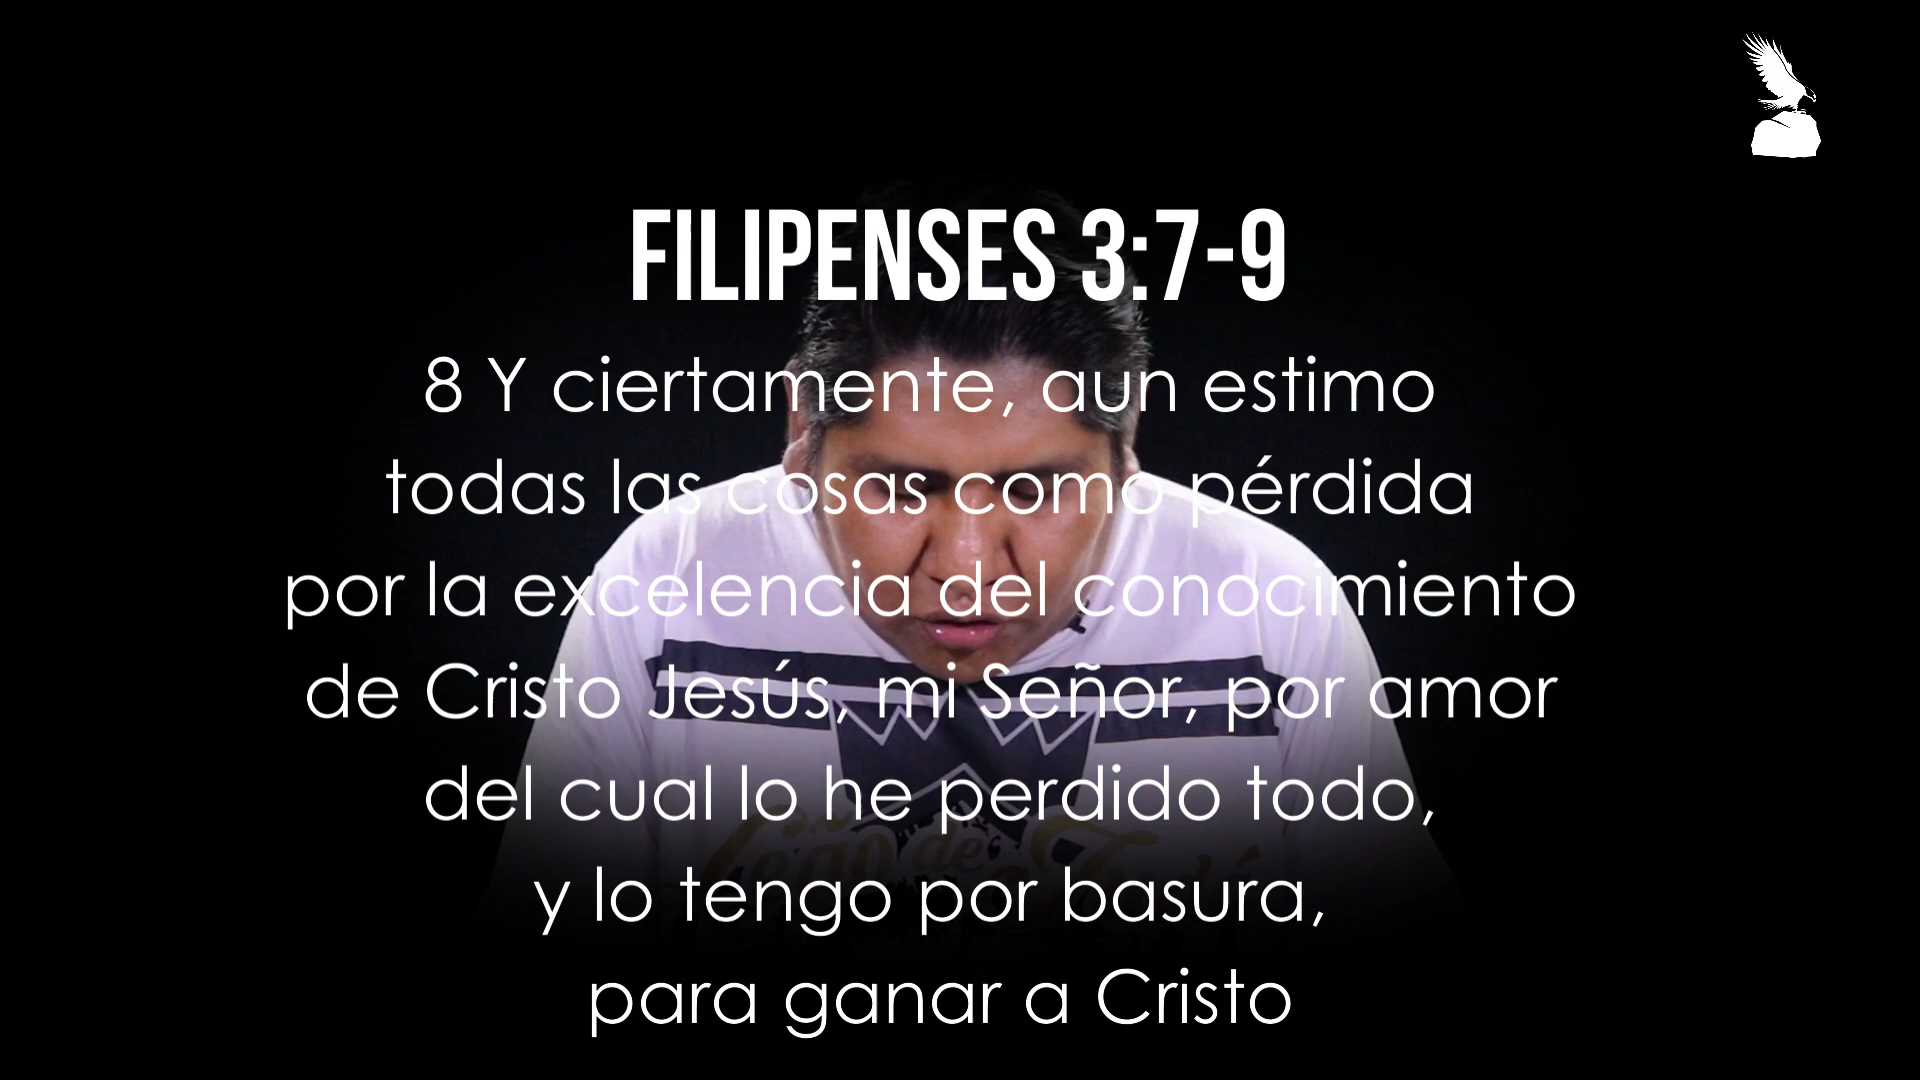 FILIPENSES 3:7-9
8 Y ciertamente, aun estimo
todas las cosas como pérdida
por la excelencia del conocimiento
de Cristo Jesús, mi Señor, por amor
del cual lo he perdido todo,
y lo tengo por basura,
para ganar a Cristo